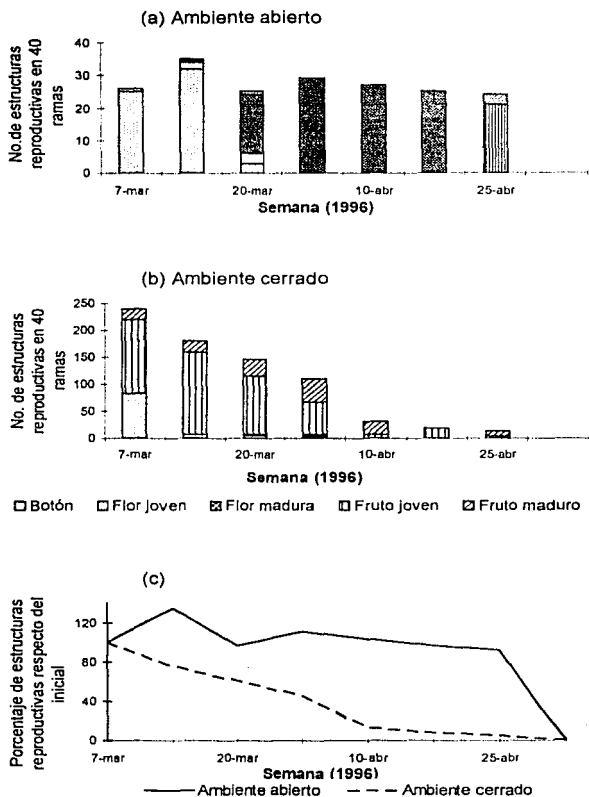 (a) Ambiente abierto
No.de estructuras
reproductivas en 40
ramas
40
30
20
10
0
7-mar
20-mar
10-abr
25-abr
Semana (1996)
(b) Ambiente cerrado
No. de estructuras
reproductivas en 40
ramas
250
200
150
100
50
0
7-mar
20-mar
10-abr
25-abr
Semana (1996)
Botón Flor joven Flor madura Fruto joven Fruto maduro
(c)
Porcentaje de estructuras
reproductivas respecto del
inicial
120
80
40
0
7-mar
20-mar
10-abr
25-abr
Semana (1996)
Ambiente abierto Ambiente cerrado